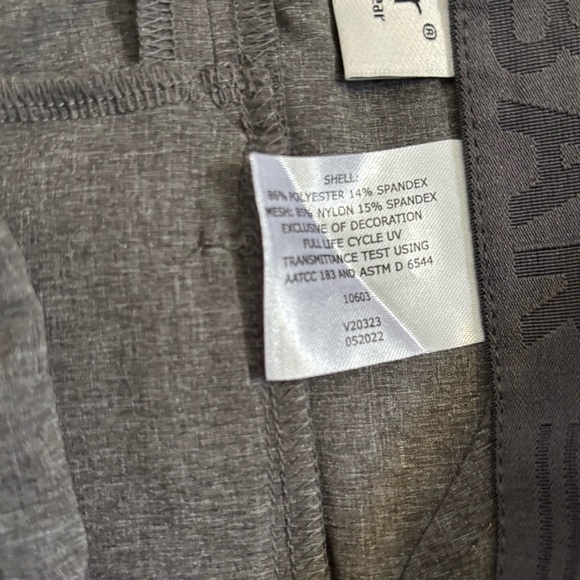 r®
ear
SHELL:
86% POLYESTER 14% SPANDEX
MESH: 85% NYLON 15% SPANDEX
EXCLUSIVE OF DECORATION
FULL LIFE CYCLE UV
TRANSMITTANCE TEST USING
AATCC 183 AND ASTM D 6544
10603
V20323
052022